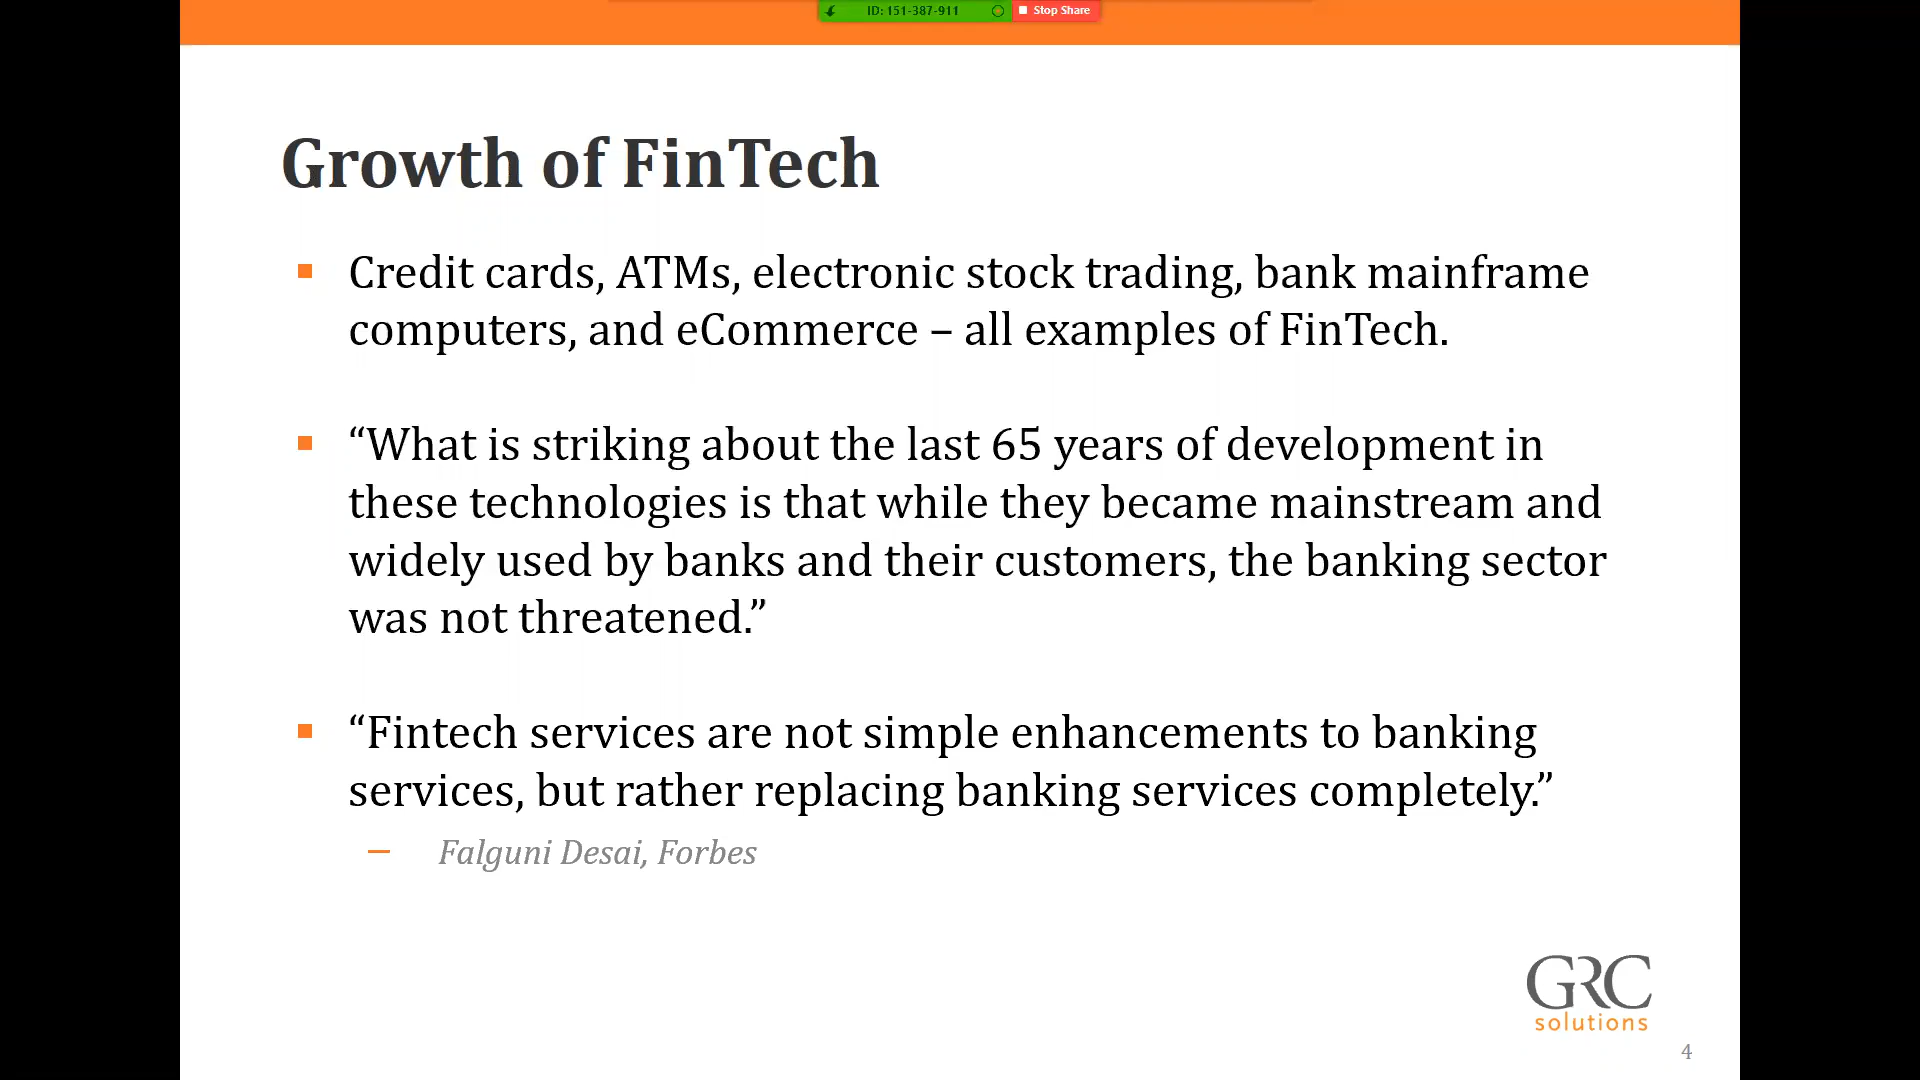 ID: 151-387-911 Stop Share
Growth of FinTech
Credit cards, ATMs, electronic stock trading, bank mainframe
computers, and eCommerce – all examples of FinTech.
“What is striking about the last 65 years of development in
these technologies is that while they became mainstream and
widely used by banks and their customers, the banking sector
was not threatened.”
“Fintech services are not simple enhancements to banking
services, but rather replacing banking services completely.”
– Falguni Desai, Forbes
GRC
solutions
4